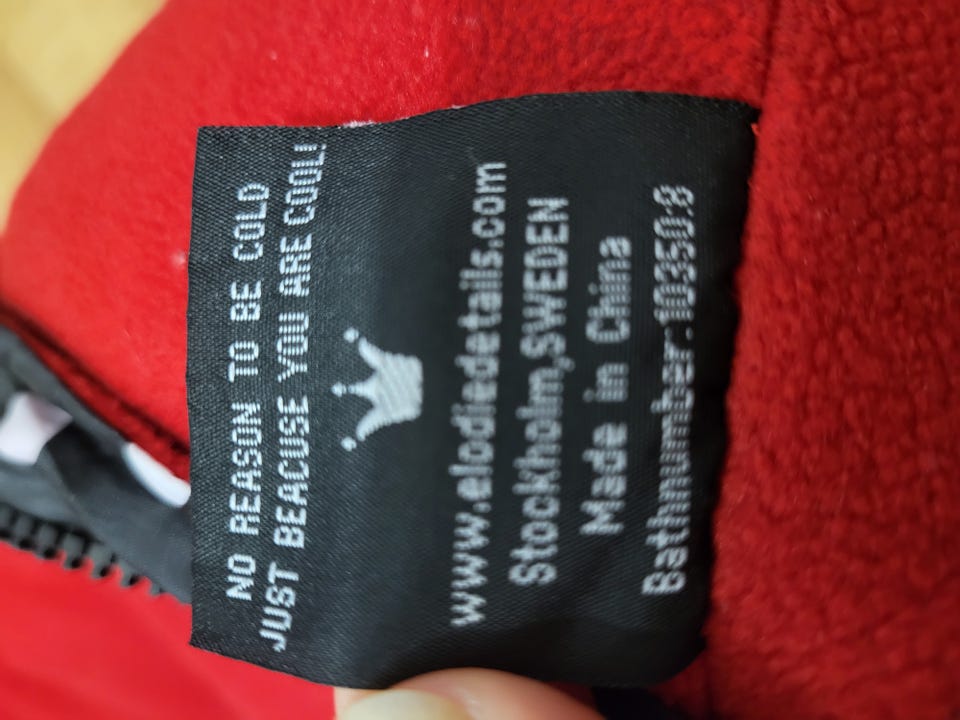 NO REASON TO BE COLD
JUST BEACUSE YOU ARE COOL!
www.elodiedetails.com
Stockholm,SWEDEN
Made in China
Bathnumber:10350:8